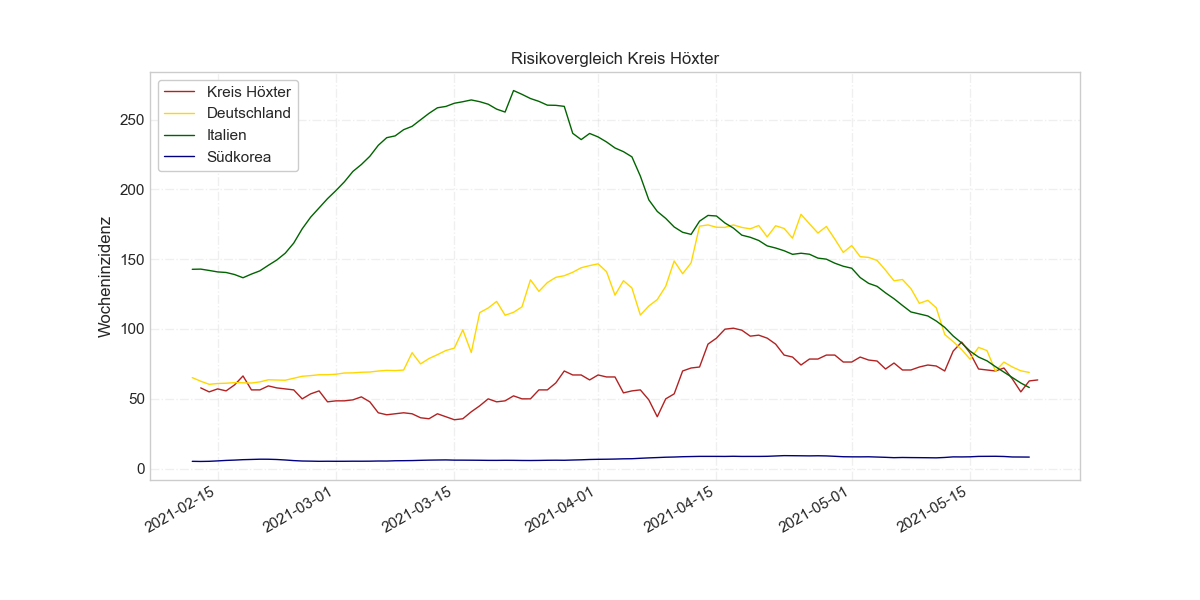 Risikovergleich Kreis Höxter
Kreis Höxter
Deutschland
Italien
Südkorea
Wocheninzidenz
250
200
150
100
50
0
2021-02-15
2021-03-01
2021-03-15
2021-04-01
2021-04-15
2021-05-01
2021-05-15